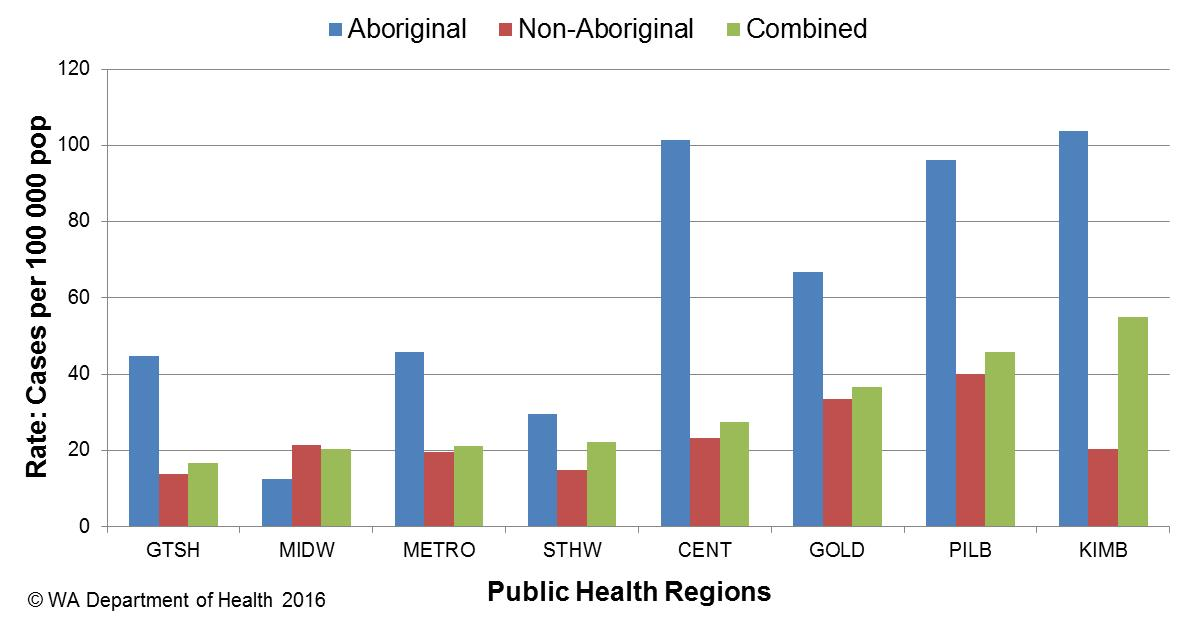 Aboriginal Non-Aboriginal Combined
Rate: Cases per 100 000 pop
120
100
80
60
40
20
0
GTSH MIDW METRO STHW CENT GOLD PILB KIMB
Public Health Regions
© WA Department of Health 2016